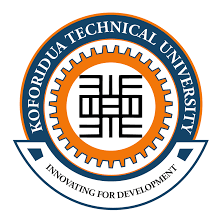 KOFORIDUA TECHNICAL UNIVERSITY
INNOVATING FOR DEVELOPMENT